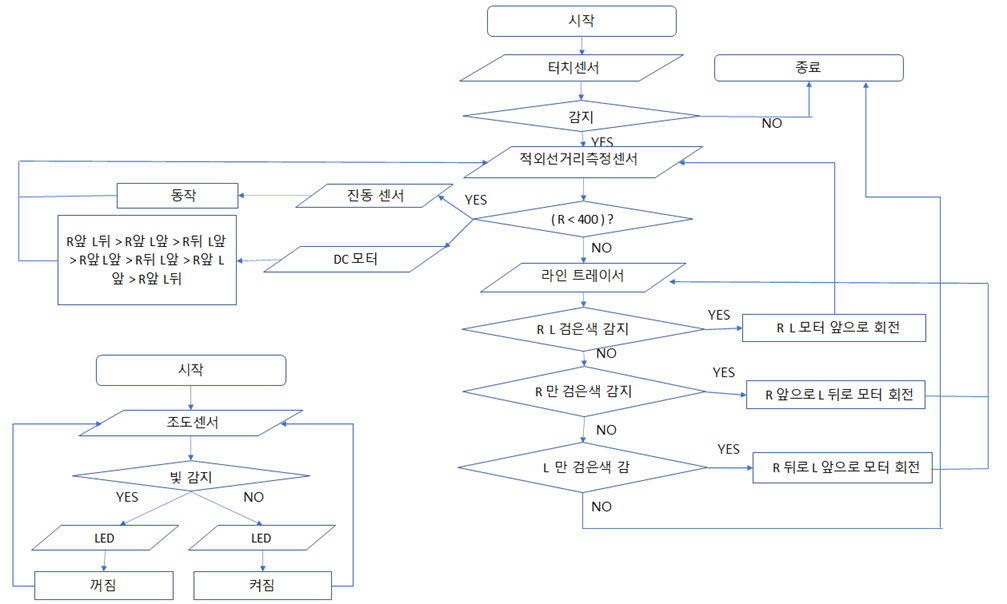 시작
터치센서
종료
감지
NO
YES
적외선거리측정센서
동작
진동 센서
YES
( R < 400 ) ?
R앞 L뒤 > R앞 L앞 > R뒤 L앞
> R앞 L앞 > R뒤 L앞 > R앞 L
앞 > R앞 L뒤
DC 모터
NO
라인 트레이서
R L 검은색 감지
YES
R L 모터 앞으로 회전
NO
R 만 검은색 감지
YES
R 앞으로 L 뒤로 모터 회전
NO
L 만 검은색 감
YES
R 뒤로 L 앞으로 모터 회전
NO
시작
조도센서
빛 감지
YES
NO
LED
LED
꺼짐
켜짐